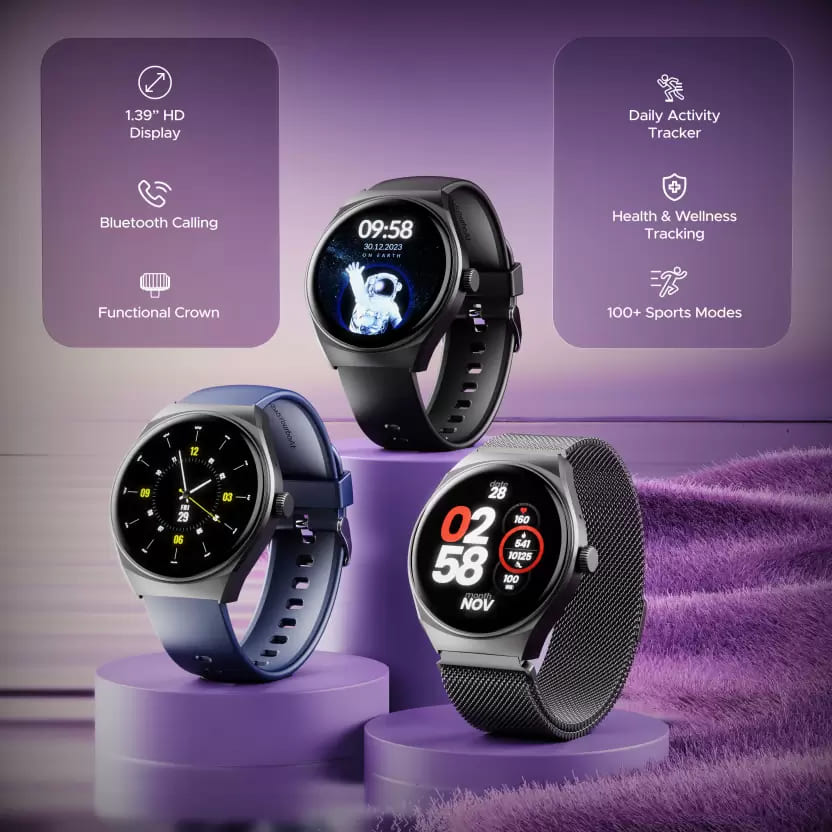 1.39” HD
Display
Bluetooth Calling
Functional Crown
Daily Activity
Tracker
Health & Wellness
Tracking
100+ Sports Modes
09:58
30.12.2023
ON EARTH
12
09
03
FRI
29
06
date
28
02
58
160
541
10125
100
month
NOV